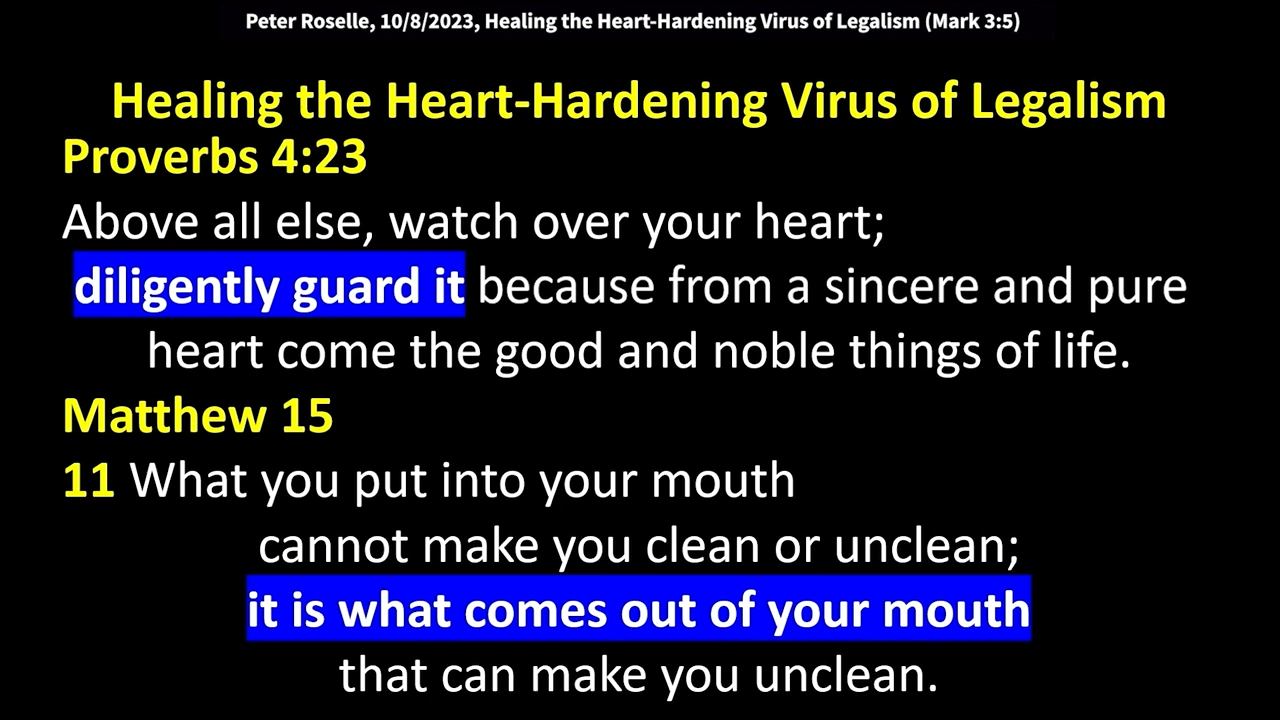 Peter Roselle, 10/8/2023, Healing the Heart-Hardening Virus of Legalism (Mark 3:5)
Healing the Heart-Hardening Virus of Legalism
Proverbs 4:23
Above all else, watch over your heart;
diligently guard it because from a sincere and pure
heart come the good and noble things of life.
Matthew 15
11 What you put into your mouth
cannot make you clean or unclean;
it is what comes out of your mouth
that can make you unclean.